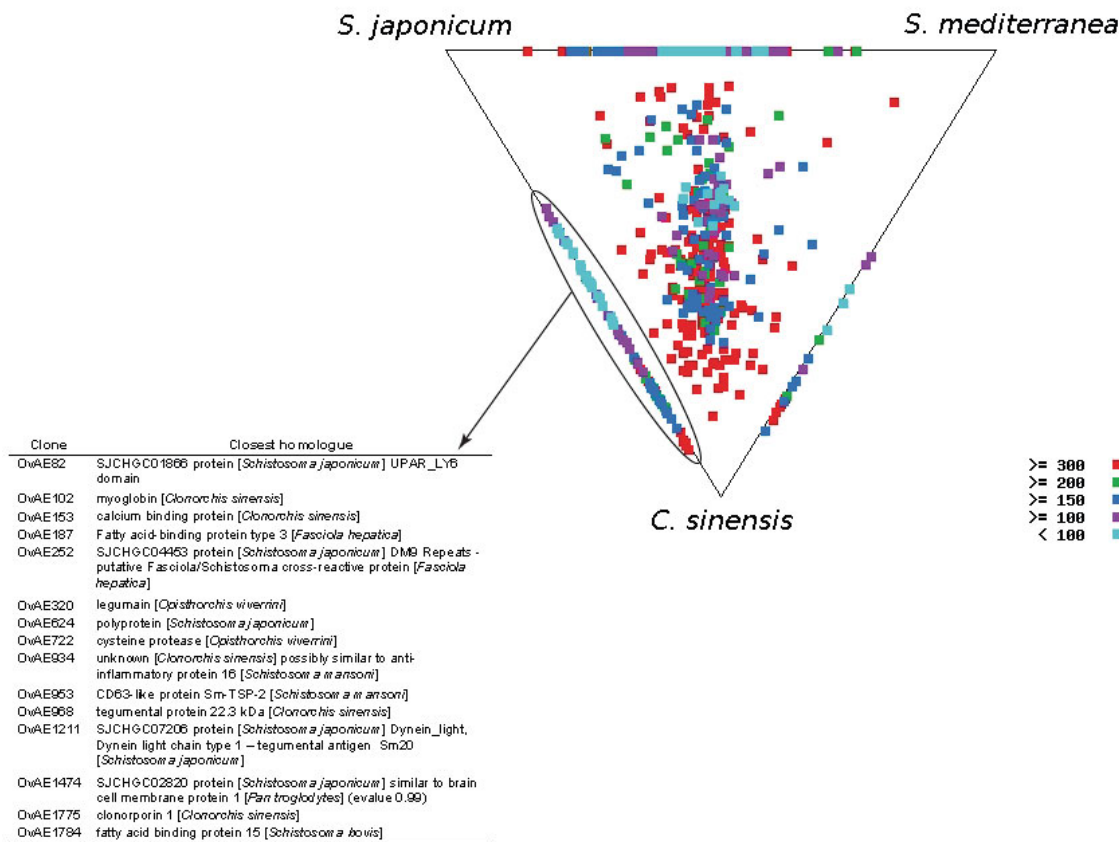 S. japonicum
S. mediterranea
C. sinensis
>= 300
>= 200
>= 150
>= 100
< 100
Clone Closest homologue
OvAE82 SJCHGC01866 protein [Schistosoma japonicum] UPAR_LY6
domain
OvAE102 myoglobin [Clonorchis sinensis]
OvAE153 calcium binding protein [Clonorchis sinensis]
OvAE187 Fatty acid-binding protein type 3 [Fasciola hepatica]
OvAE252 SJCHGC04453 protein [Schistosoma japonicum] DM9 Repeats -
putative Fasciola/Schistosoma cross-reactive protein [Fasciola
hepatica]
OvAE320 legumain [Opisthorchis viverrini]
OvAE624 polyprotein [Schistosoma japonicum]
OvAE722 cysteine protease [Opisthorchis viverrini]
OvAE934 unknown [Clonorchis sinensis] possibly similar to anti-
inflammatory protein 16 [Schistosoma mansoni]
OvAE953 CD63-like protein Sm-TSP-2 [Schistosoma mansoni]
OvAE968 tegumental protein 22.3 kDa [Clonorchis sinensis]
OvAE1211 SJCHGC07206 protein [Schistosoma japonicum] Dynein_light,
Dynein light chain type 1 – tegumental antigen Sm20
[Schistosoma japonicum]
OvAE1474 SJCHGC02820 protein [Schistosoma japonicum] similar to brain
cell membrane protein 1 [Pan troglodytes] (evalue 0.99)
OvAE1775 clonorporin 1 [Clonorchis sinensis]
OvAE1784 fatty acid binding protein 15 [Schistosoma bovis]